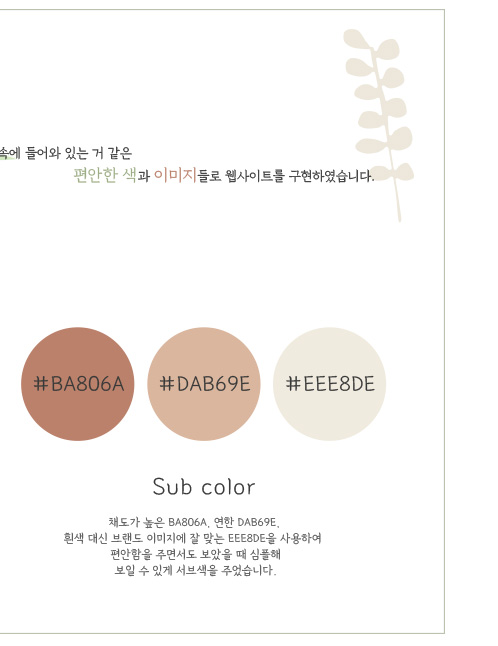 속에 들어와 있는 거 같은
편안한 색과 이미지들로 웹사이트를 구현하였습니다.
#BA806A #DAB69E #EEE8DE
Sub color
채도가 높은 BA806A, 연한 DAB69E,
흰색 대신 브랜드 이미지에 잘 맞는 EEE8DE을 사용하여
편안함을 주면서도 보았을 때 심플해
보일 수 있게 서브색을 주었습니다.